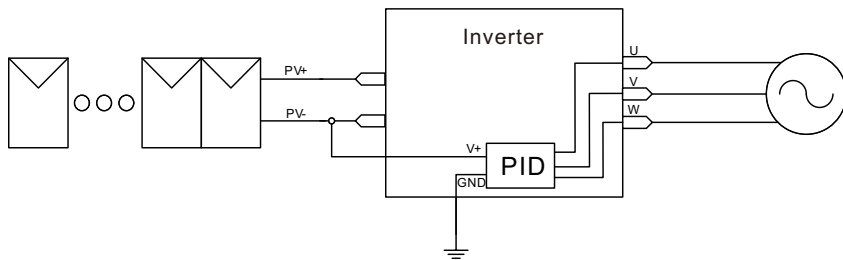 Inverter
U
PV+
V
PV-
W
V+
PID
GND